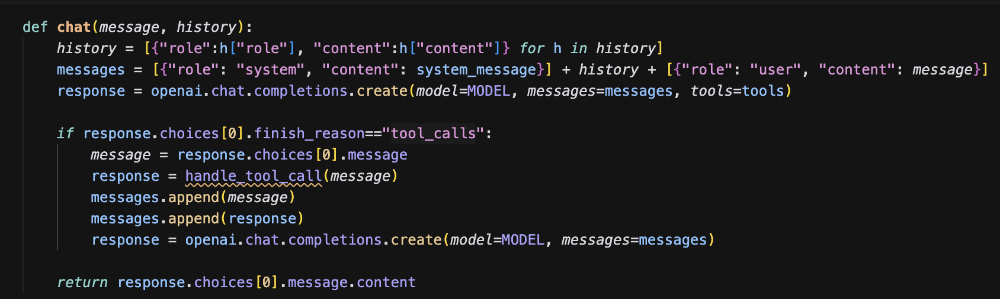 def chat(message, history):
    history = [{"role":h["role"], "content":h["content"]} for h in history]
    messages = [{"role": "system", "content": system_message}] + history + [{"role": "user", "content": message}]
    response = openai.chat.completions.create(model=MODEL, messages=messages, tools=tools)

    if response.choices[0].finish_reason=="tool_calls":
        message = response.choices[0].message
        response = handle_tool_call(message)
        messages.append(message)
        messages.append(response)
        response = openai.chat.completions.create(model=MODEL, messages=messages)

    return response.choices[0].message.content